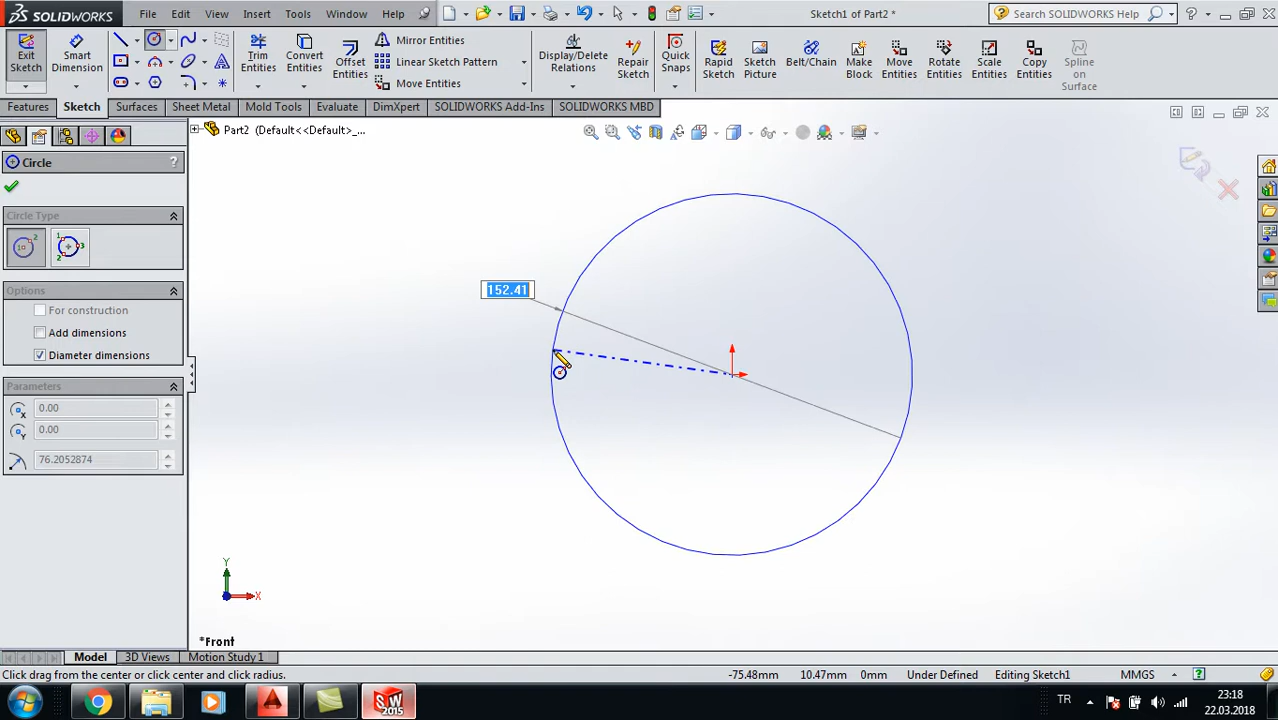 SOLIDWORKS File Edit View Insert Tools Window Help Sketch1 of Part2 * Search SOLIDWORKS Help
Exit Sketch
Smart Dimension
Trim Entities
Convert Entities
Offset Entities
Mirror Entities
Linear Sketch Pattern
Move Entities
Display/Delete Relations
Repair Sketch
Quick Snaps
Rapid Sketch
Sketch Picture
Belt/Chain
Make Block
Move Entities
Rotate Entities
Scale Entities
Copy Entities
Spline on Surface
Features Sketch Surfaces Sheet Metal Mold Tools Evaluate DimXpert SOLIDWORKS Add-Ins SOLIDWORKS MBD
Part2 (Default<<Default>_...
Circle ?
Circle Type
Options
For construction
Add dimensions
Diameter dimensions
Parameters
0.00
0.00
76.2052874
152.41
Y
X
*Front
Model 3D Views Motion Study 1
Click drag from the center or click center and click radius. -75.48mm 10.47mm Under Defined Editing Sketch1 MMGS ?
SW 2015
TR 23:18
22.03.2018